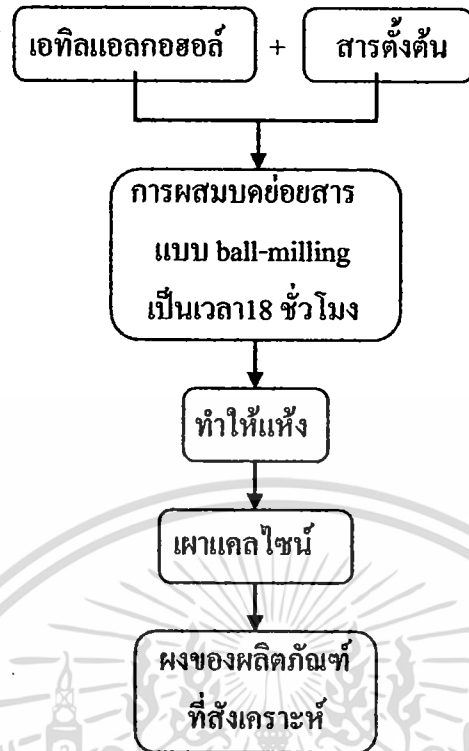 เอทิลแอลกอฮอล์ + สารตั้งต้น
การผสมบดย่อยสาร
แบบ ball-milling
เป็นเวลา18 ชั่วโมง
ทำให้แห้ง
เผาแคลไซน์
ผงของผลิตภัณฑ์
ที่สังเคราะห์